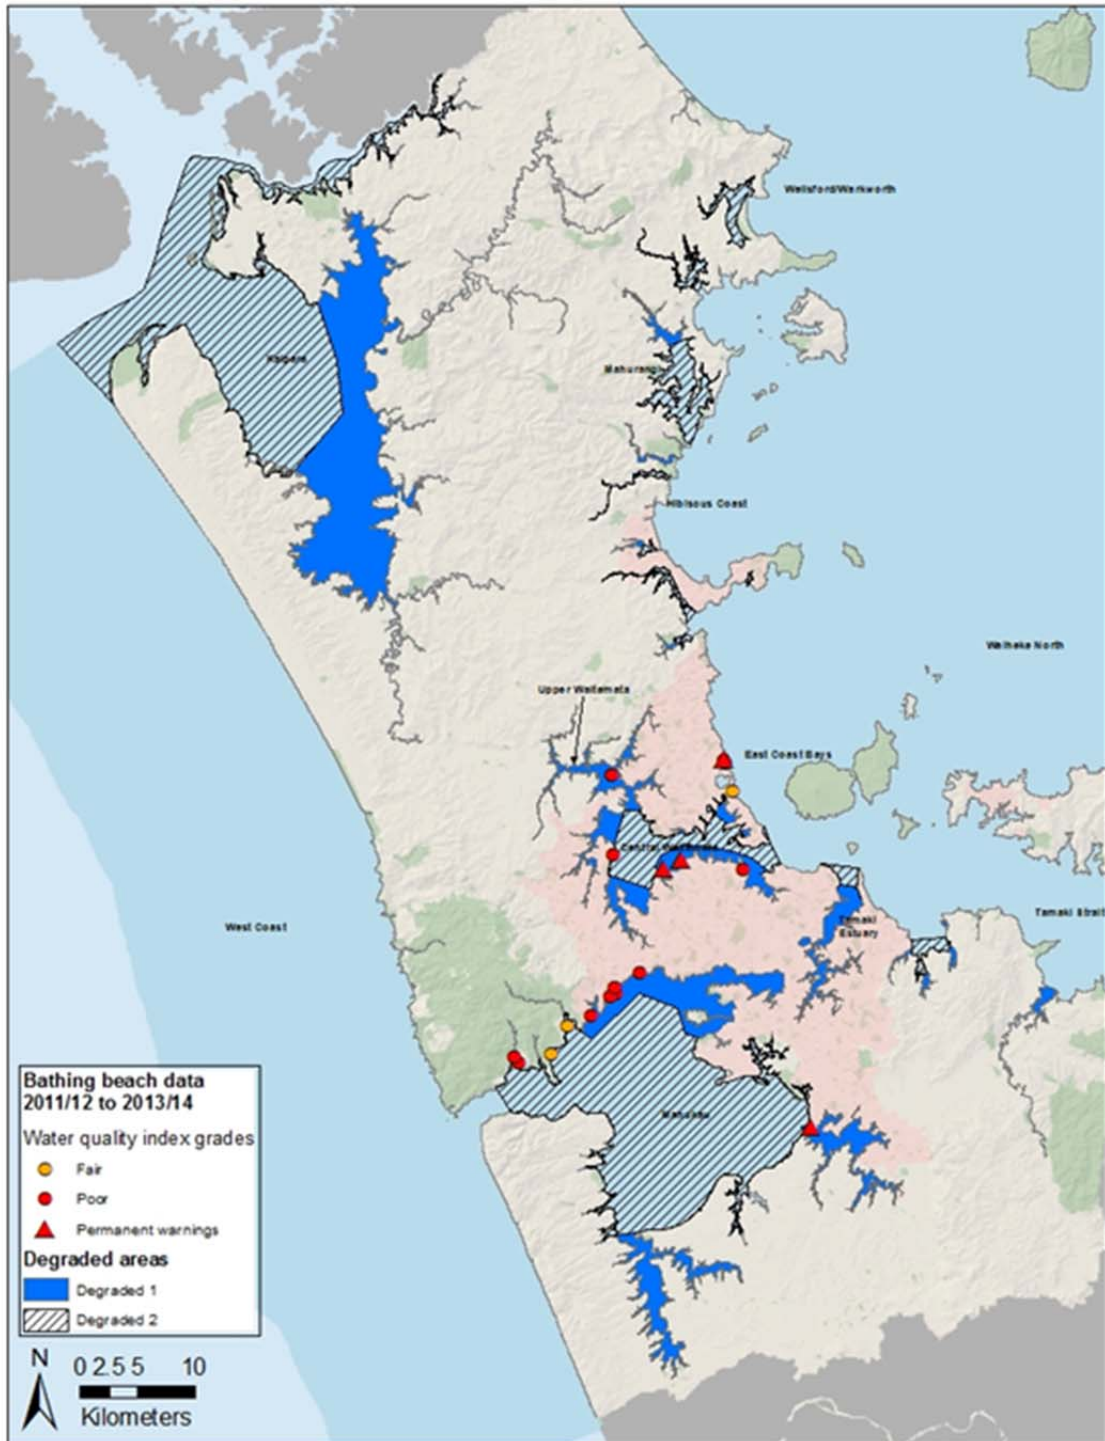 Wellsford/Warkworth
Kaipara
Mahurangi
Hibiscus Coast
Waiheke North
Upper Waitemata
East Coast Bays
Tamaki Strait
West Coast
Tamaki
Estuary
Manukau
Bathing beach data
2011/12 to 2013/14
Water quality index grades
Fair
Poor
Permanent warnings
Degraded areas
Degraded 1
Degraded 2
N
0 2.5 5 10
Kilometers